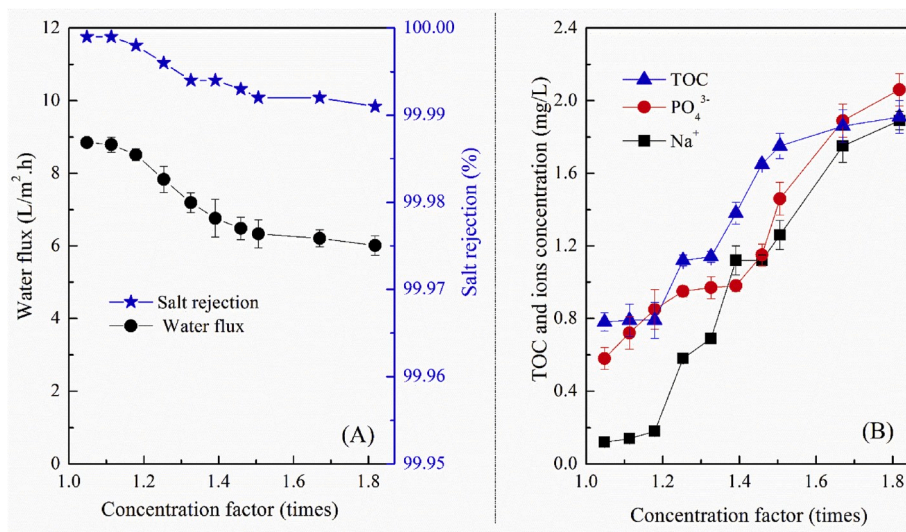 12
10
8
6
4
2
0
Water flux (L/m².h)
100.00
99.99
99.98
99.97
99.96
99.95
Salt rejection (%)
Salt rejection
Water flux
(A)
1.0 1.2 1.4 1.6 1.8
Concentration factor (times)
2.4
2.0
1.6
1.2
0.8
0.4
0.0
TOC and ions concentration (mg/L)
TOC
PO₄³⁻
Na⁺
(B)
1.0 1.2 1.4 1.6 1.8
Concentration factor (times)